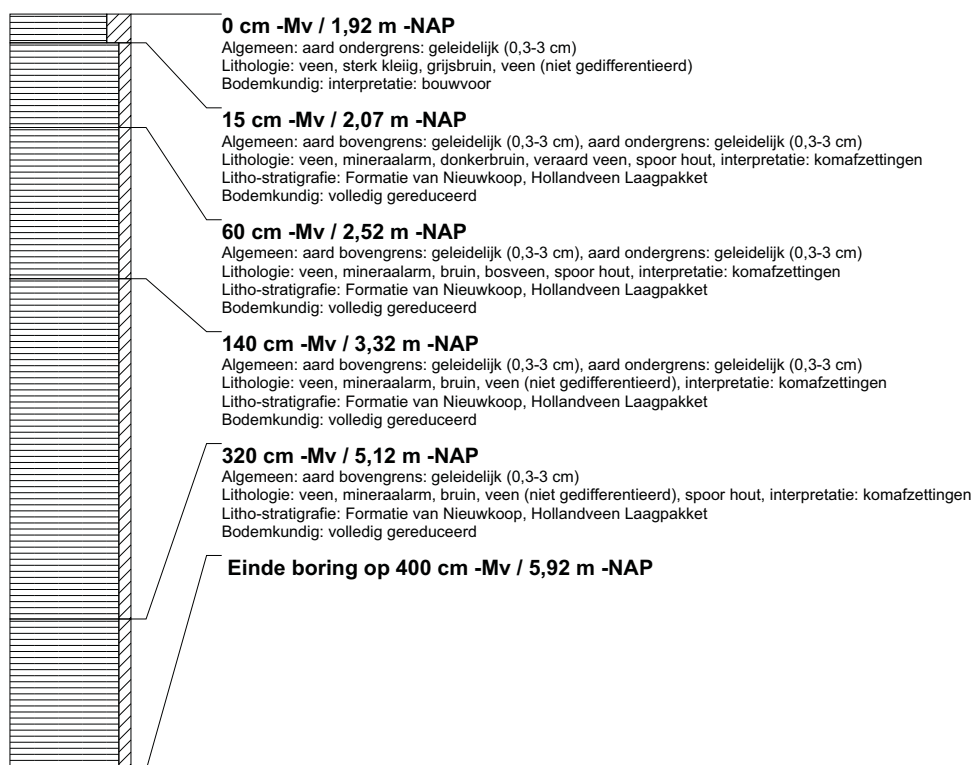 0 cm -Mv / 1,92 m -NAP
Algemeen: aard ondergrens: geleidelijk (0,3-3 cm)
Lithologie: veen, sterk kleiig, grijsbruin, veen (niet gedifferentieerd)
Bodemkundig: interpretatie: bouwvoor
15 cm -Mv / 2,07 m -NAP
Algemeen: aard bovengrens: geleidelijk (0,3-3 cm), aard ondergrens: geleidelijk (0,3-3 cm)
Lithologie: veen, mineraalarm, donkerbruin, veraard veen, spoor hout, interpretatie: komafzettingen
Litho-stratigrafie: Formatie van Nieuwkoop, Hollandveen Laagpakket
Bodemkundig: volledig gereduceerd
60 cm -Mv / 2,52 m -NAP
Algemeen: aard bovengrens: geleidelijk (0,3-3 cm), aard ondergrens: geleidelijk (0,3-3 cm)
Lithologie: veen, mineraalarm, bruin, bosveen, spoor hout, interpretatie: komafzettingen
Litho-stratigrafie: Formatie van Nieuwkoop, Hollandveen Laagpakket
Bodemkundig: volledig gereduceerd
140 cm -Mv / 3,32 m -NAP
Algemeen: aard bovengrens: geleidelijk (0,3-3 cm), aard ondergrens: geleidelijk (0,3-3 cm)
Lithologie: veen, mineraalarm, bruin, veen (niet gedifferentieerd), interpretatie: komafzettingen
Litho-stratigrafie: Formatie van Nieuwkoop, Hollandveen Laagpakket
Bodemkundig: volledig gereduceerd
320 cm -Mv / 5,12 m -NAP
Algemeen: aard bovengrens: geleidelijk (0,3-3 cm)
Lithologie: veen, mineraalarm, bruin, veen (niet gedifferentieerd), spoor hout, interpretatie: komafzettingen
Litho-stratigrafie: Formatie van Nieuwkoop, Hollandveen Laagpakket
Bodemkundig: volledig gereduceerd
Einde boring op 400 cm -Mv / 5,92 m -NAP